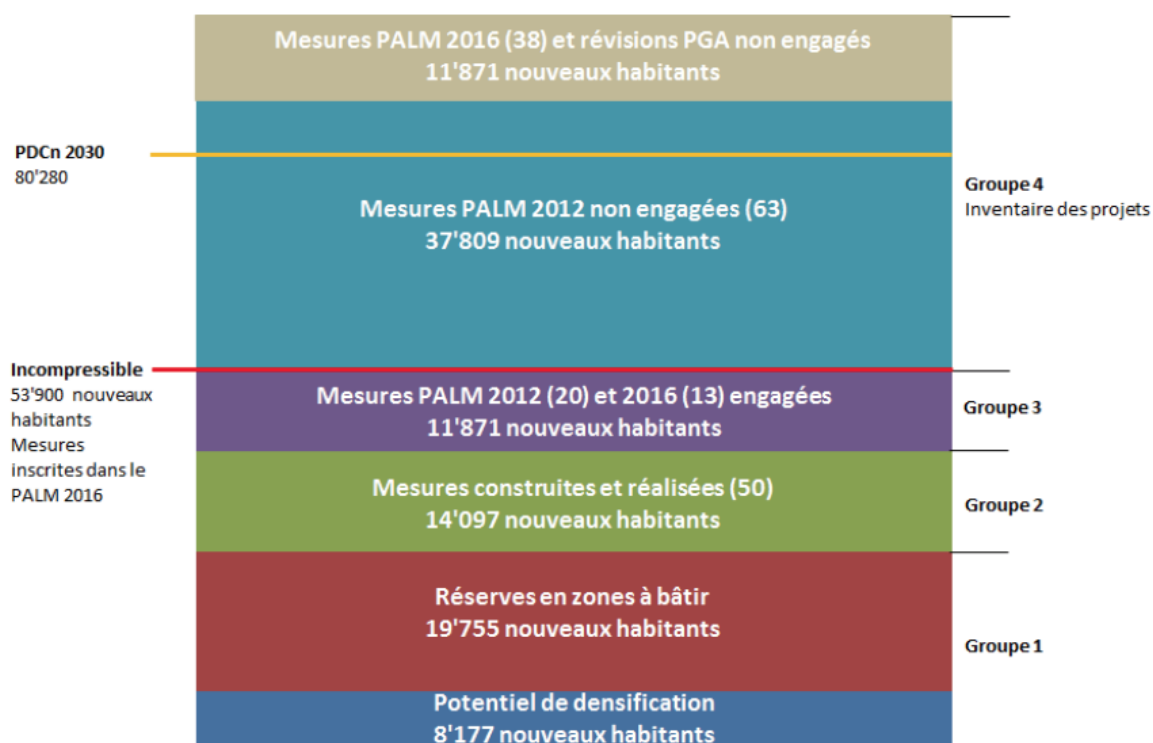 Mesures PALM 2016 (38) et révisions PGA non engagés
11'871 nouveaux habitants
PDCn 2030
80'280
Mesures PALM 2012 non engagées (63)
37'809 nouveaux habitants
Groupe 4
Inventaire des projets
Incompressible
53'900 nouveaux
habitants
Mesures
inscrites dans le
PALM 2016
Mesures PALM 2012 (20) et 2016 (13) engagées
11'871 nouveaux habitants
Groupe 3
Mesures construites et réalisées (50)
14'097 nouveaux habitants
Groupe 2
Réserves en zones à bâtir
19'755 nouveaux habitants
Groupe 1
Potentiel de densification
8'177 nouveaux habitants